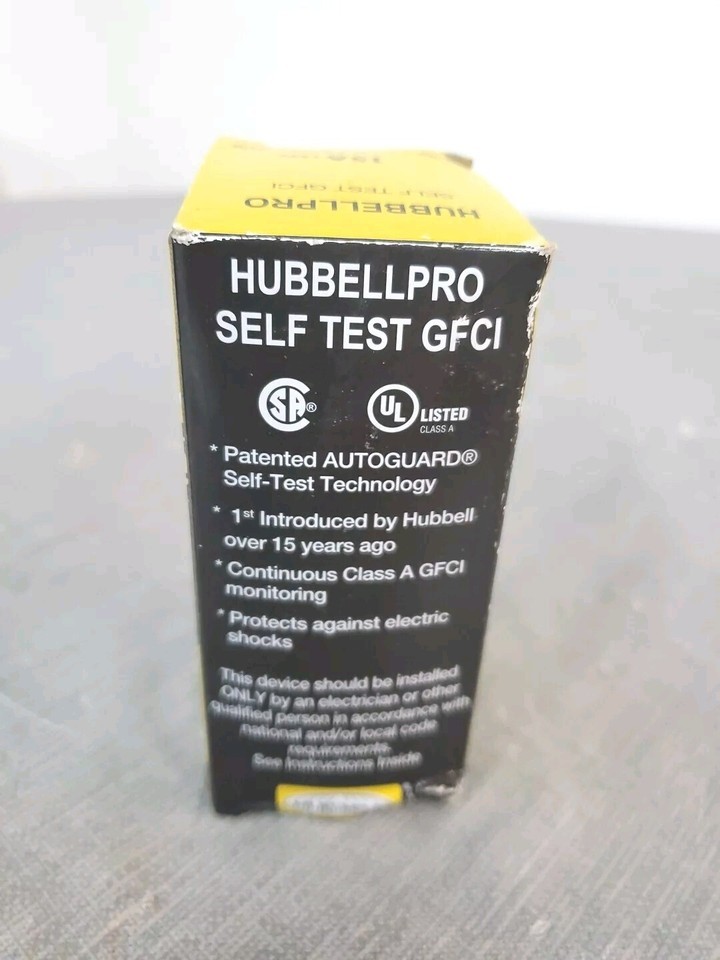 HUBBELLPRO
SELF TEST GFCI
HUBBELLPRO
SELF TEST GFCI
SA®
UL LISTED
CLASS A
* Patented AUTOGUARD®
Self-Test Technology
* 1st Introduced by Hubbell
over 15 years ago
* Continuous Class A GFCI
monitoring
* Protects against electric
shocks
This device should be installed
ONLY by an electrician or other
qualified person in accordance with
national and/or local code
requirements.
See Instructions Inside